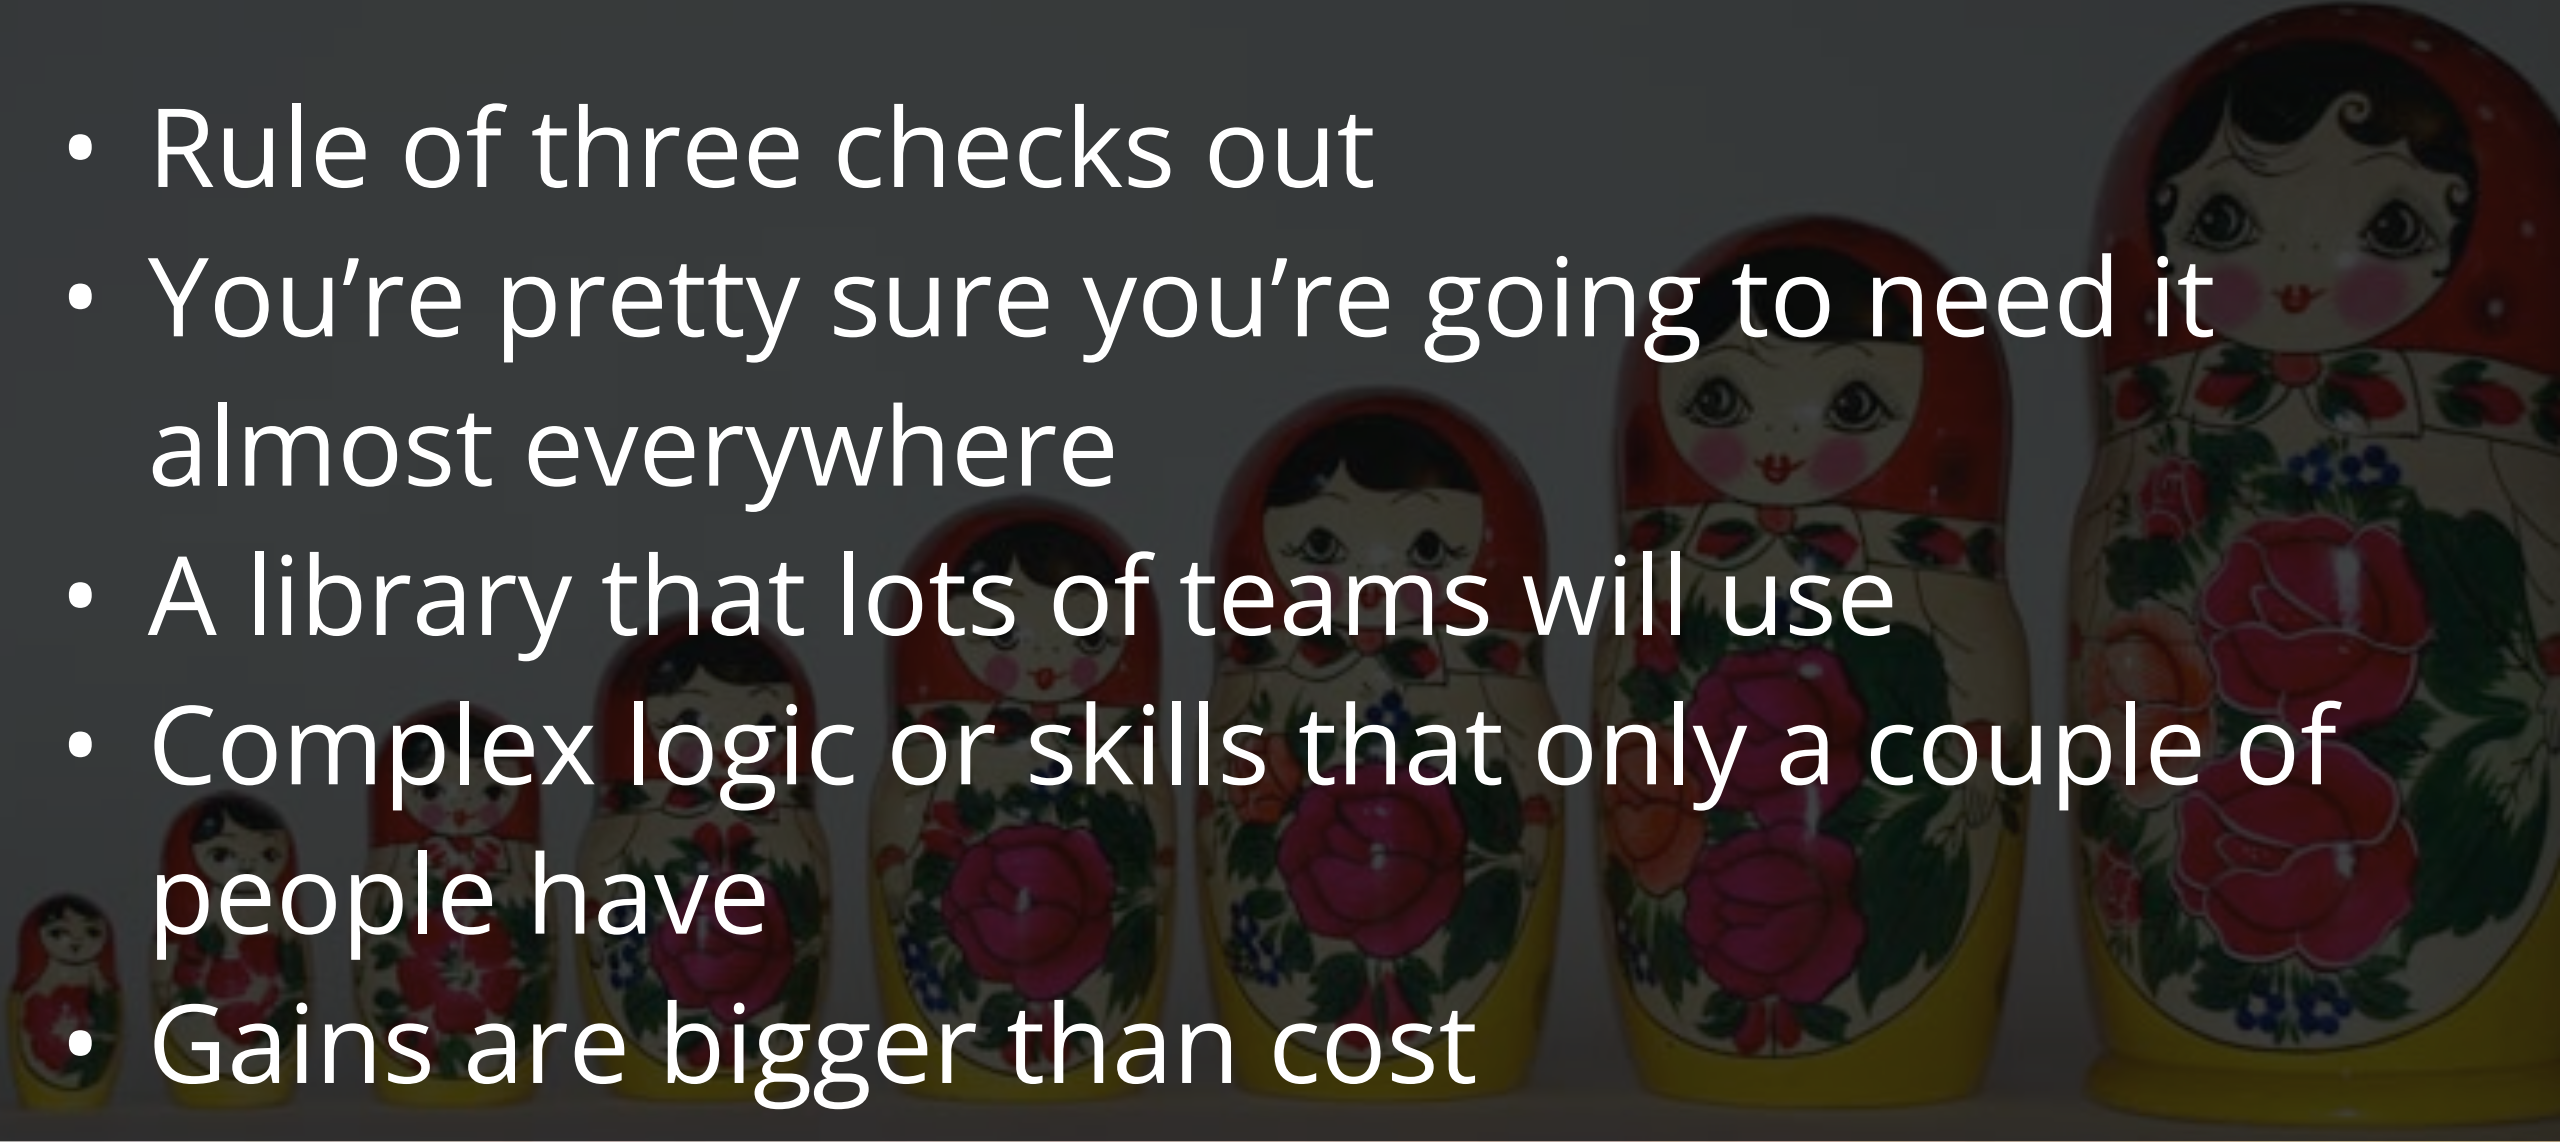 • Rule of three checks out
• You’re pretty sure you’re going to need it
almost everywhere
• A library that lots of teams will use
• Complex logic or skills that only a couple of
people have
• Gains are bigger than cost